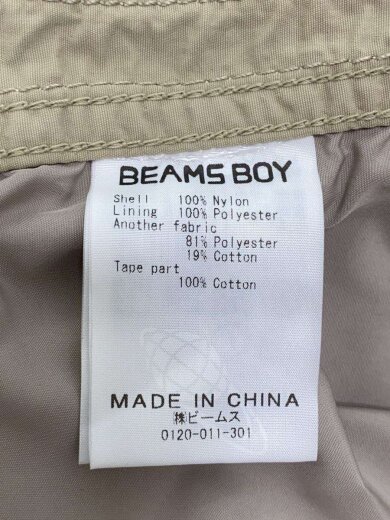 BEAMS BOY
Shell 100% Nylon
Lining 100% Polyester
Another fabric
81% Polyester
19% Cotton
Tape part
100% Cotton
MADE IN CHINA
㈱ビームス
0120-011-301